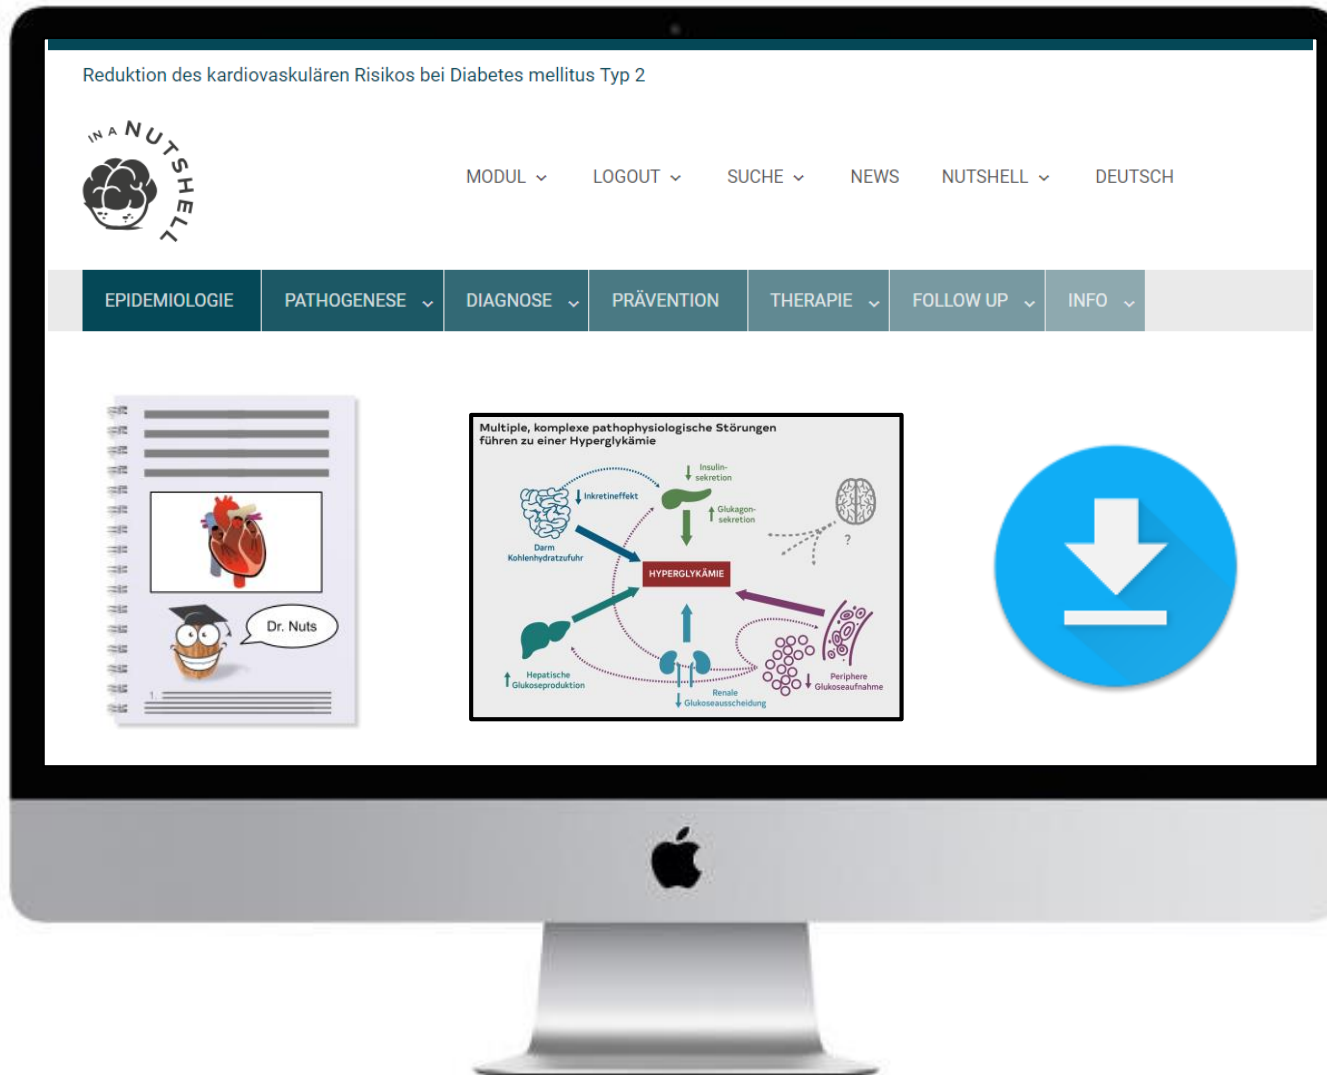 Reduktion des kardiovaskulären Risikos bei Diabetes mellitus Typ 2
IN A NUTSHELL
MODUL
LOGOUT
SUCHE
NEWS
NUTSHELL
DEUTSCH
EPIDEMIOLOGIE
PATHOGENESE
DIAGNOSE
PRÄVENTION
THERAPIE
FOLLOW UP
INFO
Dr. Nuts
1.
Multiple, komplexe pathophysiologische Störungen
führen zu einer Hyperglykämie
Insulin-
sekretion
Inkretineffekt
Glukagon-
sekretion
?
Darm
Kohlenhydratzufuhr
HYPERGLYKÄMIE
Hepatische
Glukoseproduktion
Renale
Glukoseausscheidung
Periphere
Glukoseaufnahme